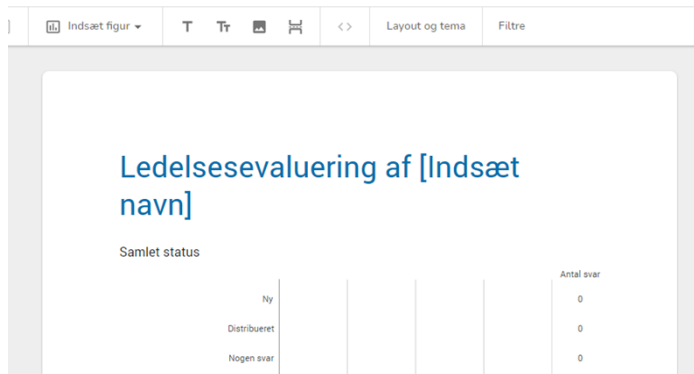 Indsæt figur
T
TT
<>
Layout og tema
Filtre
Ledelsesevaluering af [Indsæt
navn]
Samlet status
Antal svar
Ny 0
Distribueret 0
Nogen svar 0